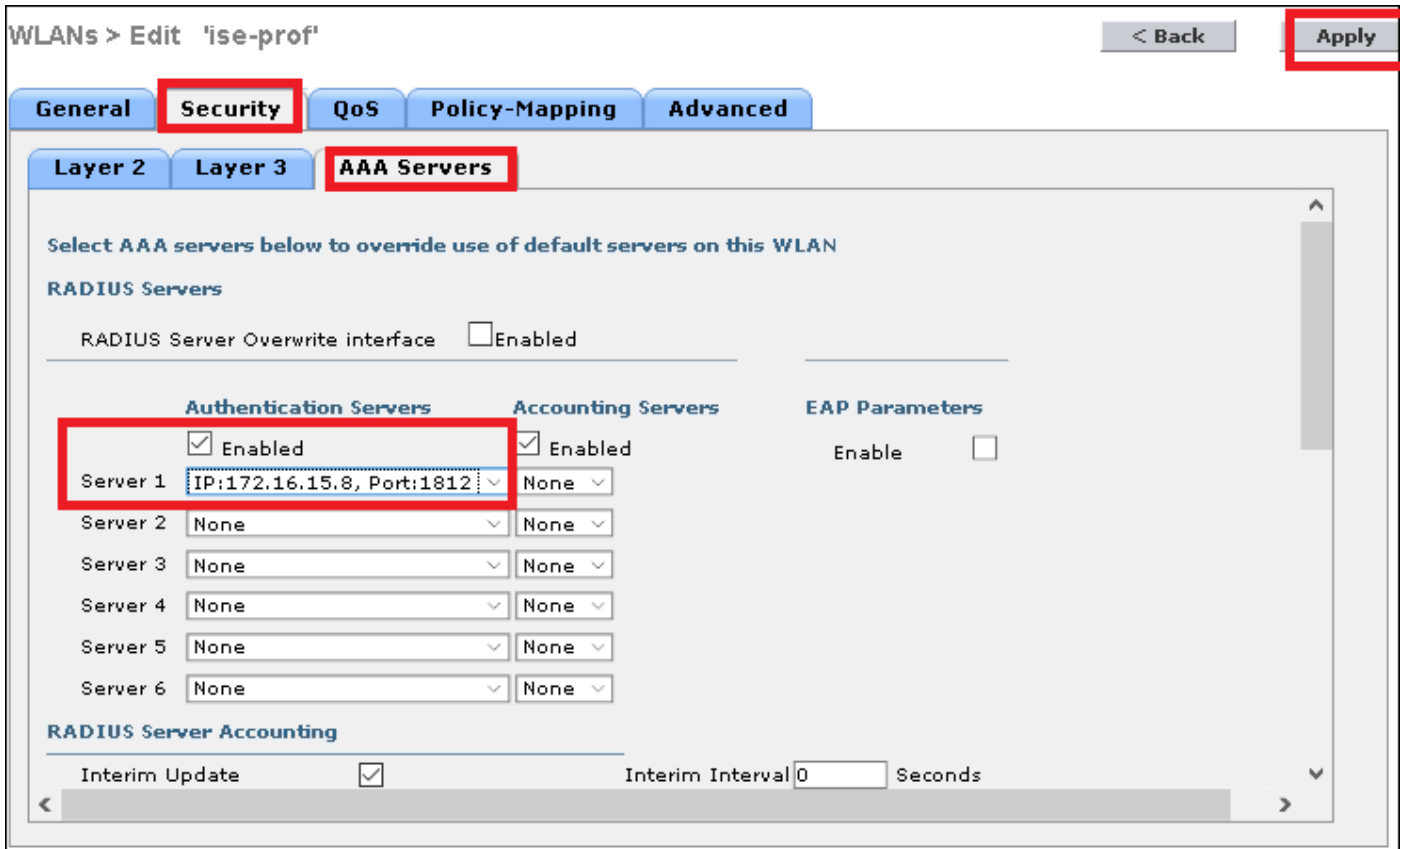 WLANs > Edit 'ise-prof'
< Back
Apply
General
Security
QoS
Policy-Mapping
Advanced
Layer 2
Layer 3
AAA Servers
Select AAA servers below to override use of default servers on this WLAN
RADIUS Servers
RADIUS Server Overwrite interface Enabled
Authentication Servers Accounting Servers EAP Parameters
Enabled Enabled Enable
Server 1 IP:172.16.15.8, Port:1812 None
Server 2 None None
Server 3 None None
Server 4 None None
Server 5 None None
Server 6 None None
RADIUS Server Accounting
Interim Update Interim Interval 0 Seconds